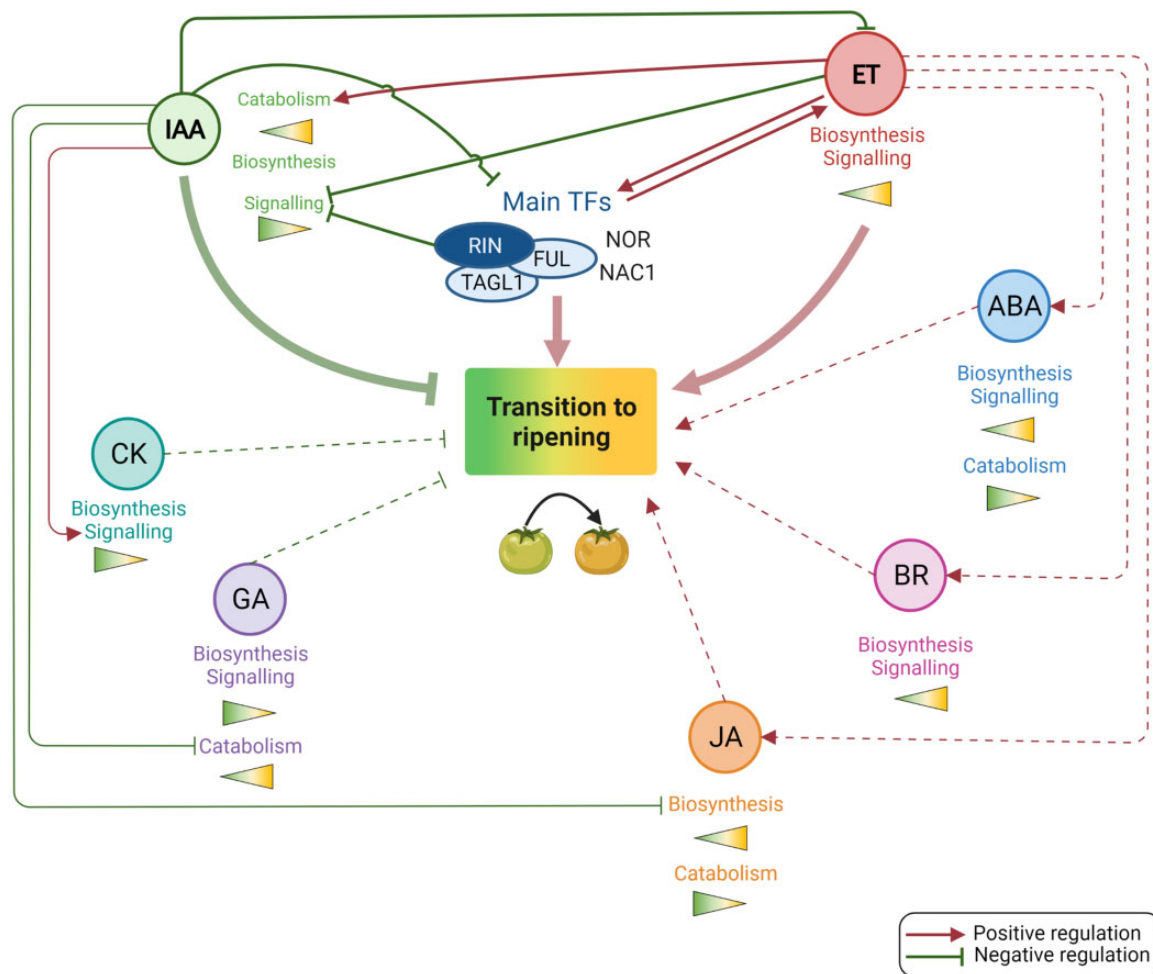 ET
Catabolism
IAA
Biosynthesis
Signalling
Biosynthesis
Signalling
Main TFs
RIN
FUL
TAGL1
NOR
NAC1
ABA
Biosynthesis
Signalling
Catabolism
Transition to
ripening
CK
Biosynthesis
Signalling
GA
Biosynthesis
Signalling
Catabolism
BR
Biosynthesis
Signalling
JA
Biosynthesis
Catabolism
Positive regulation
Negative regulation